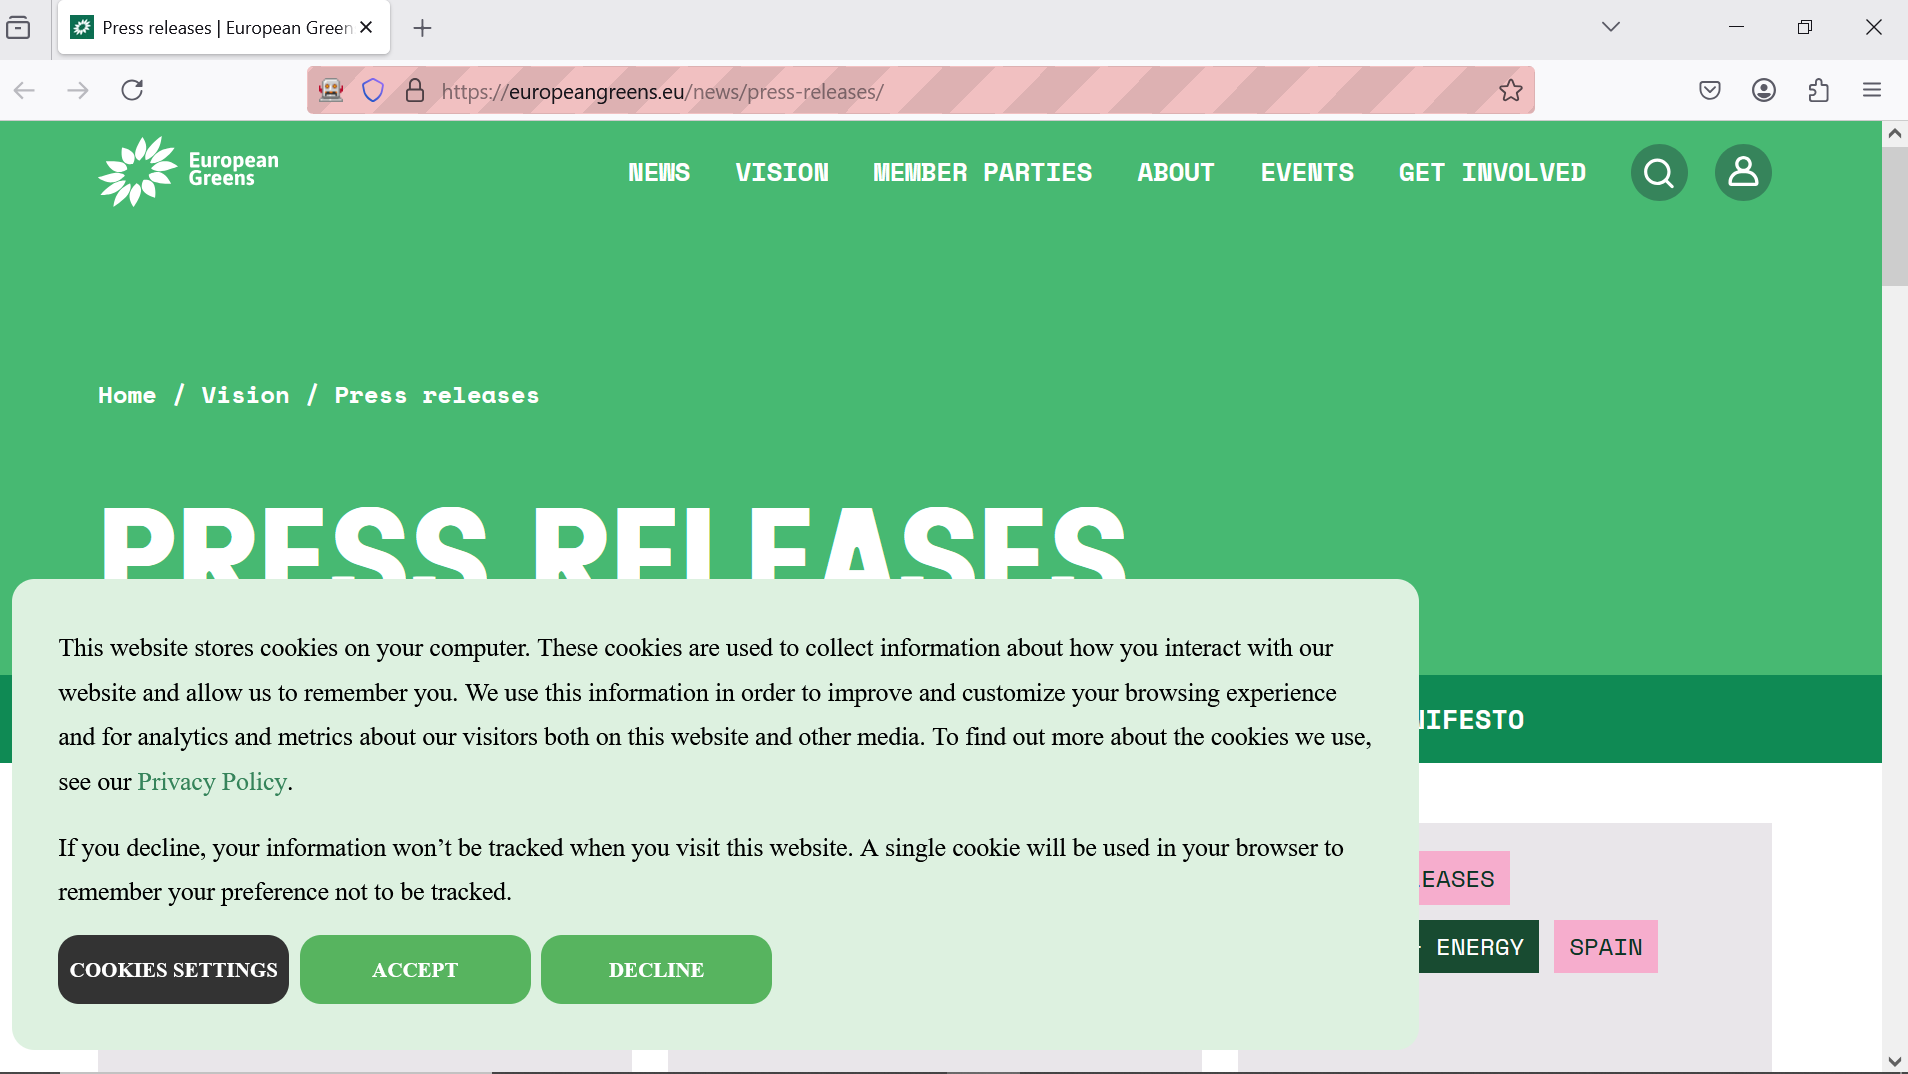 Press releases | European Green
https://europeangreens.eu/news/press-releases/
European
Greens
NEWS VISION MEMBER PARTIES ABOUT EVENTS GET INVOLVED
Home / Vision / Press releases
PRESS RELEASES
This website stores cookies on your computer. These cookies are used to collect information about how you interact with our
website and allow us to remember you. We use this information in order to improve and customize your browsing experience
and for analytics and metrics about our visitors both on this website and other media. To find out more about the cookies we use,
see our Privacy Policy.
If you decline, your information won’t be tracked when you visit this website. A single cookie will be used in your browser to
remember your preference not to be tracked.
COOKIES SETTINGS ACCEPT DECLINE
NIFESTO
LEASES
ENERGY SPAIN